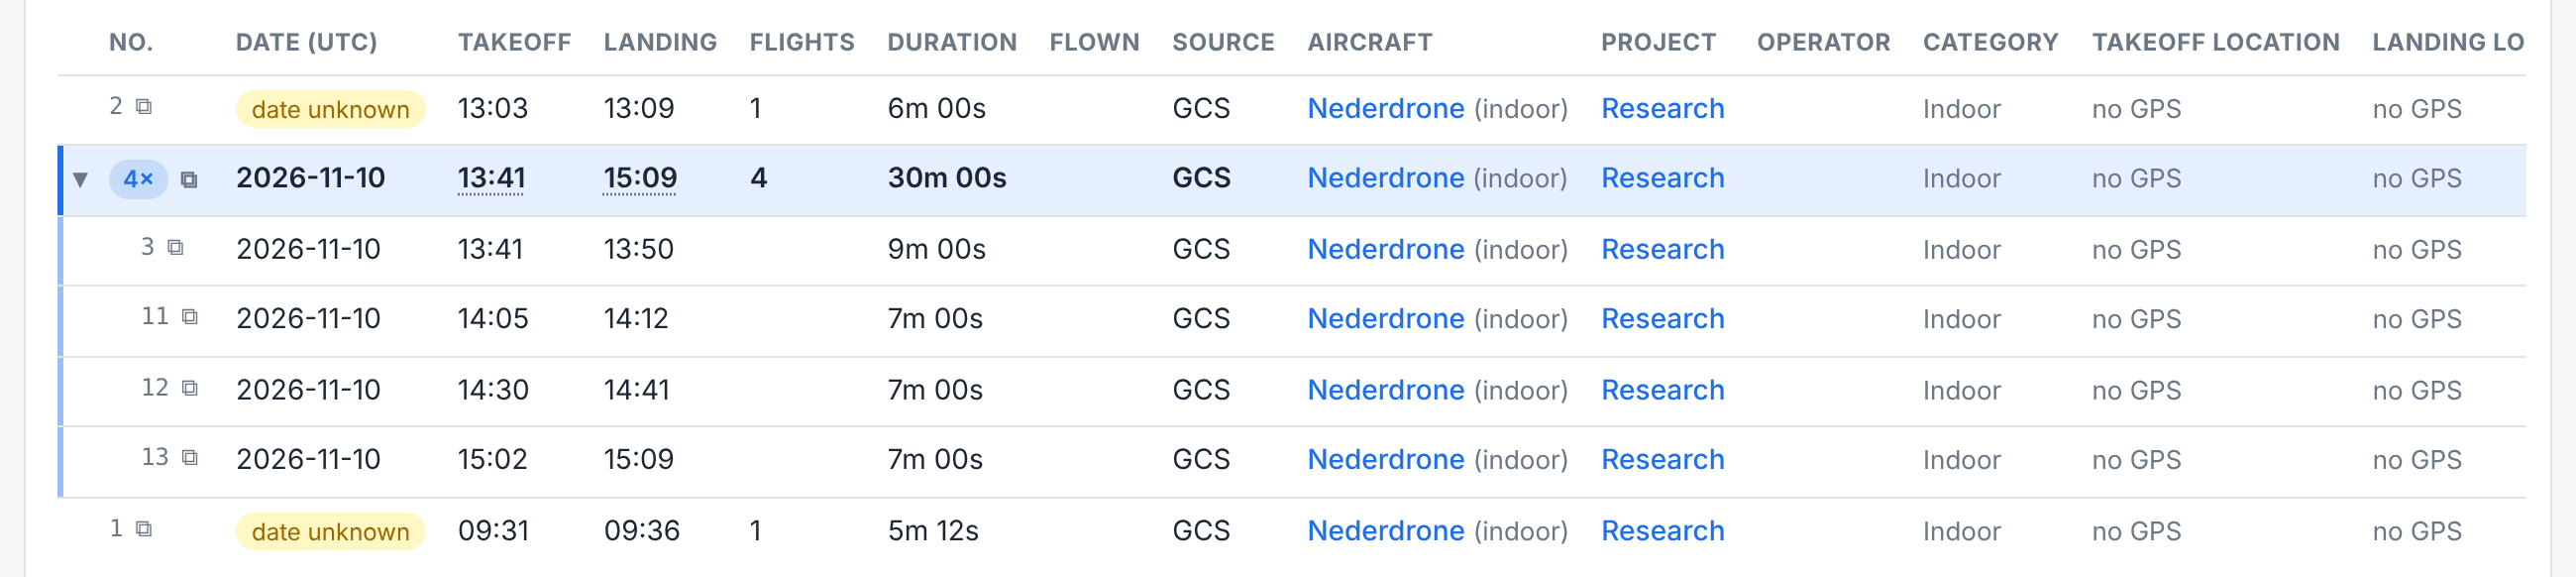 NO. DATE (UTC) TAKEOFF LANDING FLIGHTS DURATION FLOWN SOURCE AIRCRAFT PROJECT OPERATOR CATEGORY TAKEOFF LOCATION LANDING LO
2 date unknown 13:03 13:09 1 6m 00s GCS Nederdrone (indoor) Research Indoor no GPS no GPS
▼ 4× 2026-11-10 13:41 15:09 4 30m 00s GCS Nederdrone (indoor) Research Indoor no GPS no GPS
3 2026-11-10 13:41 13:50 9m 00s GCS Nederdrone (indoor) Research Indoor no GPS no GPS
11 2026-11-10 14:05 14:12 7m 00s GCS Nederdrone (indoor) Research Indoor no GPS no GPS
12 2026-11-10 14:30 14:41 7m 00s GCS Nederdrone (indoor) Research Indoor no GPS no GPS
13 2026-11-10 15:02 15:09 7m 00s GCS Nederdrone (indoor) Research Indoor no GPS no GPS
1 date unknown 09:31 09:36 1 5m 12s GCS Nederdrone (indoor) Research Indoor no GPS no GPS